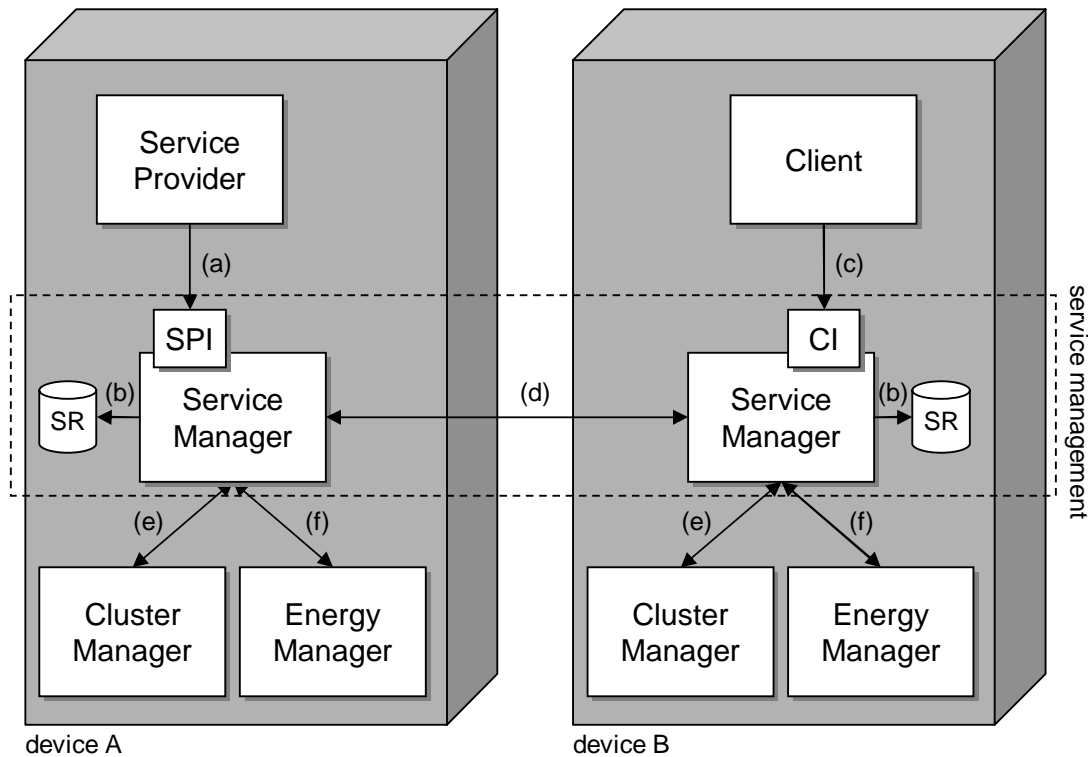 Service
Provider
Client
(a)
(c)
service management
SPI
CI
(b)
SR
Service
Manager
(d)
Service
Manager
(b)
SR
(e)
(f)
(e)
(f)
Cluster
Manager
Energy
Manager
Cluster
Manager
Energy
Manager
device A
device B